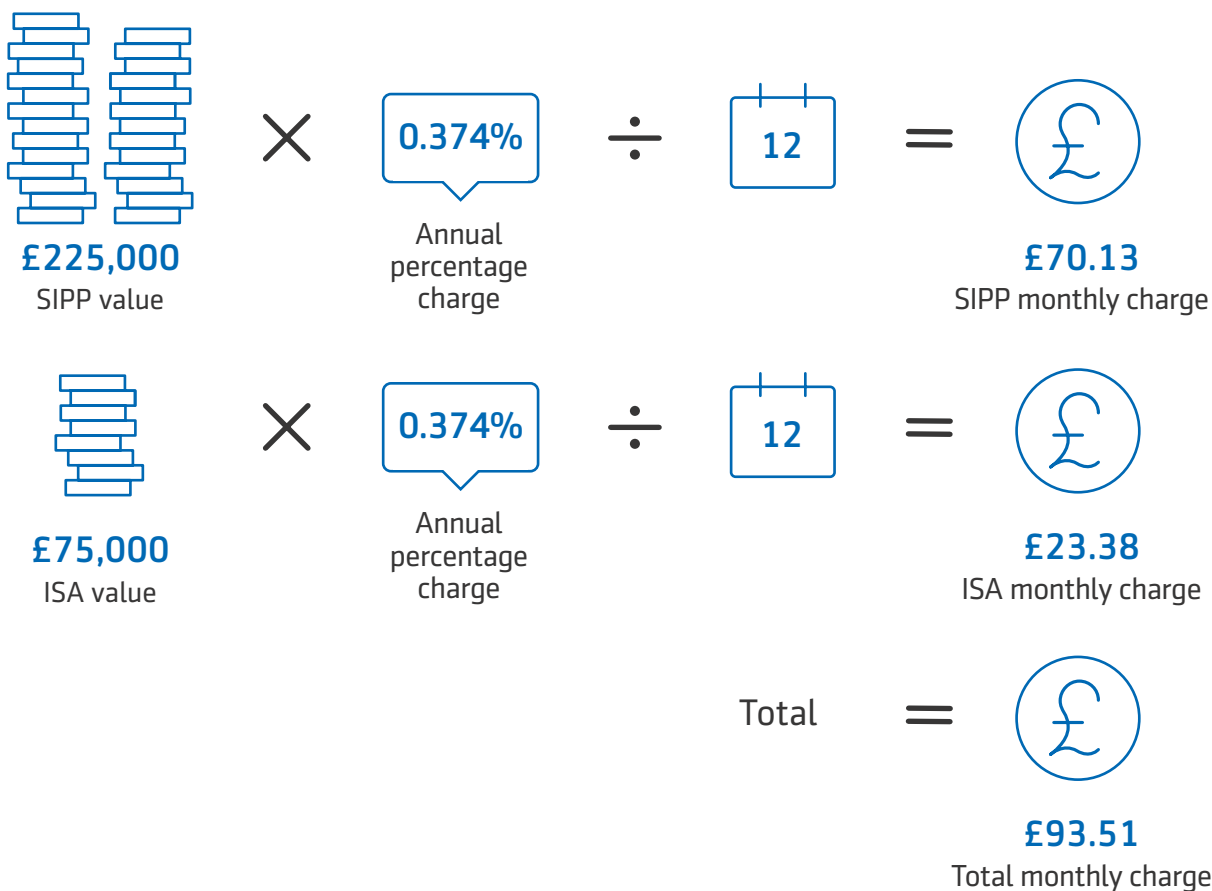 × 0.374% ÷ 12 = £
£225,000
SIPP value
Annual
percentage
charge
£70.13
SIPP monthly charge
× 0.374% ÷ 12 = £
£75,000
ISA value
Annual
percentage
charge
£23.38
ISA monthly charge
Total = £
£93.51
Total monthly charge